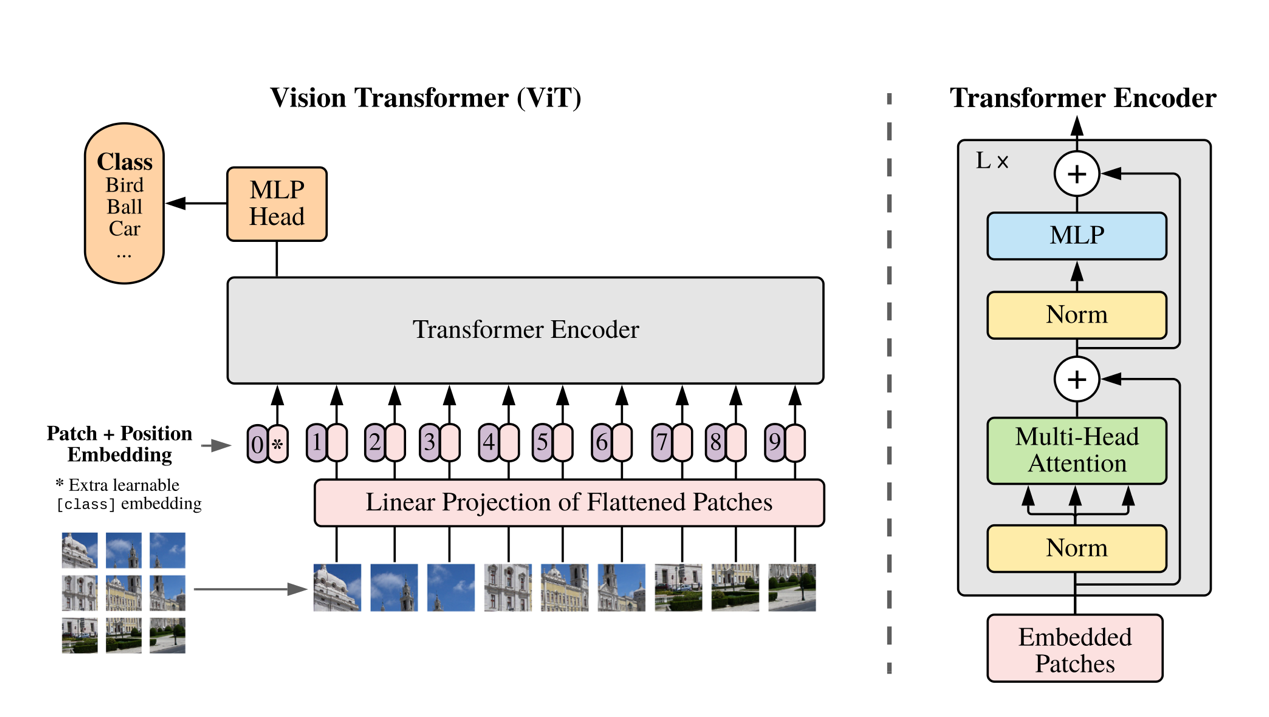 Vision Transformer (ViT)
Class
Bird
Ball
Car
...
MLP
Head
Transformer Encoder
Patch + Position
Embedding
0 * 1 2 3 4 5 6 7 8 9
* Extra learnable
[class] embedding
Linear Projection of Flattened Patches
Transformer Encoder
L ×
+
MLP
Norm
+
Multi-Head
Attention
Norm
Embedded
Patches